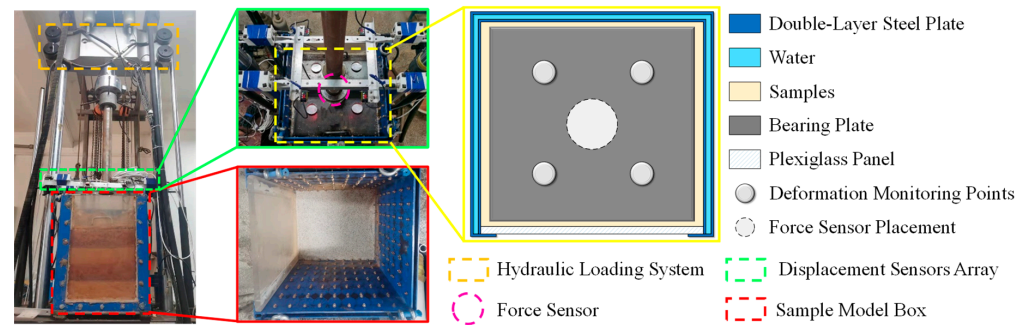 Double-Layer Steel Plate
Water
Samples
Bearing Plate
Plexiglass Panel
Deformation Monitoring Points
Force Sensor Placement
Hydraulic Loading System
Displacement Sensors Array
Force Sensor
Sample Model Box